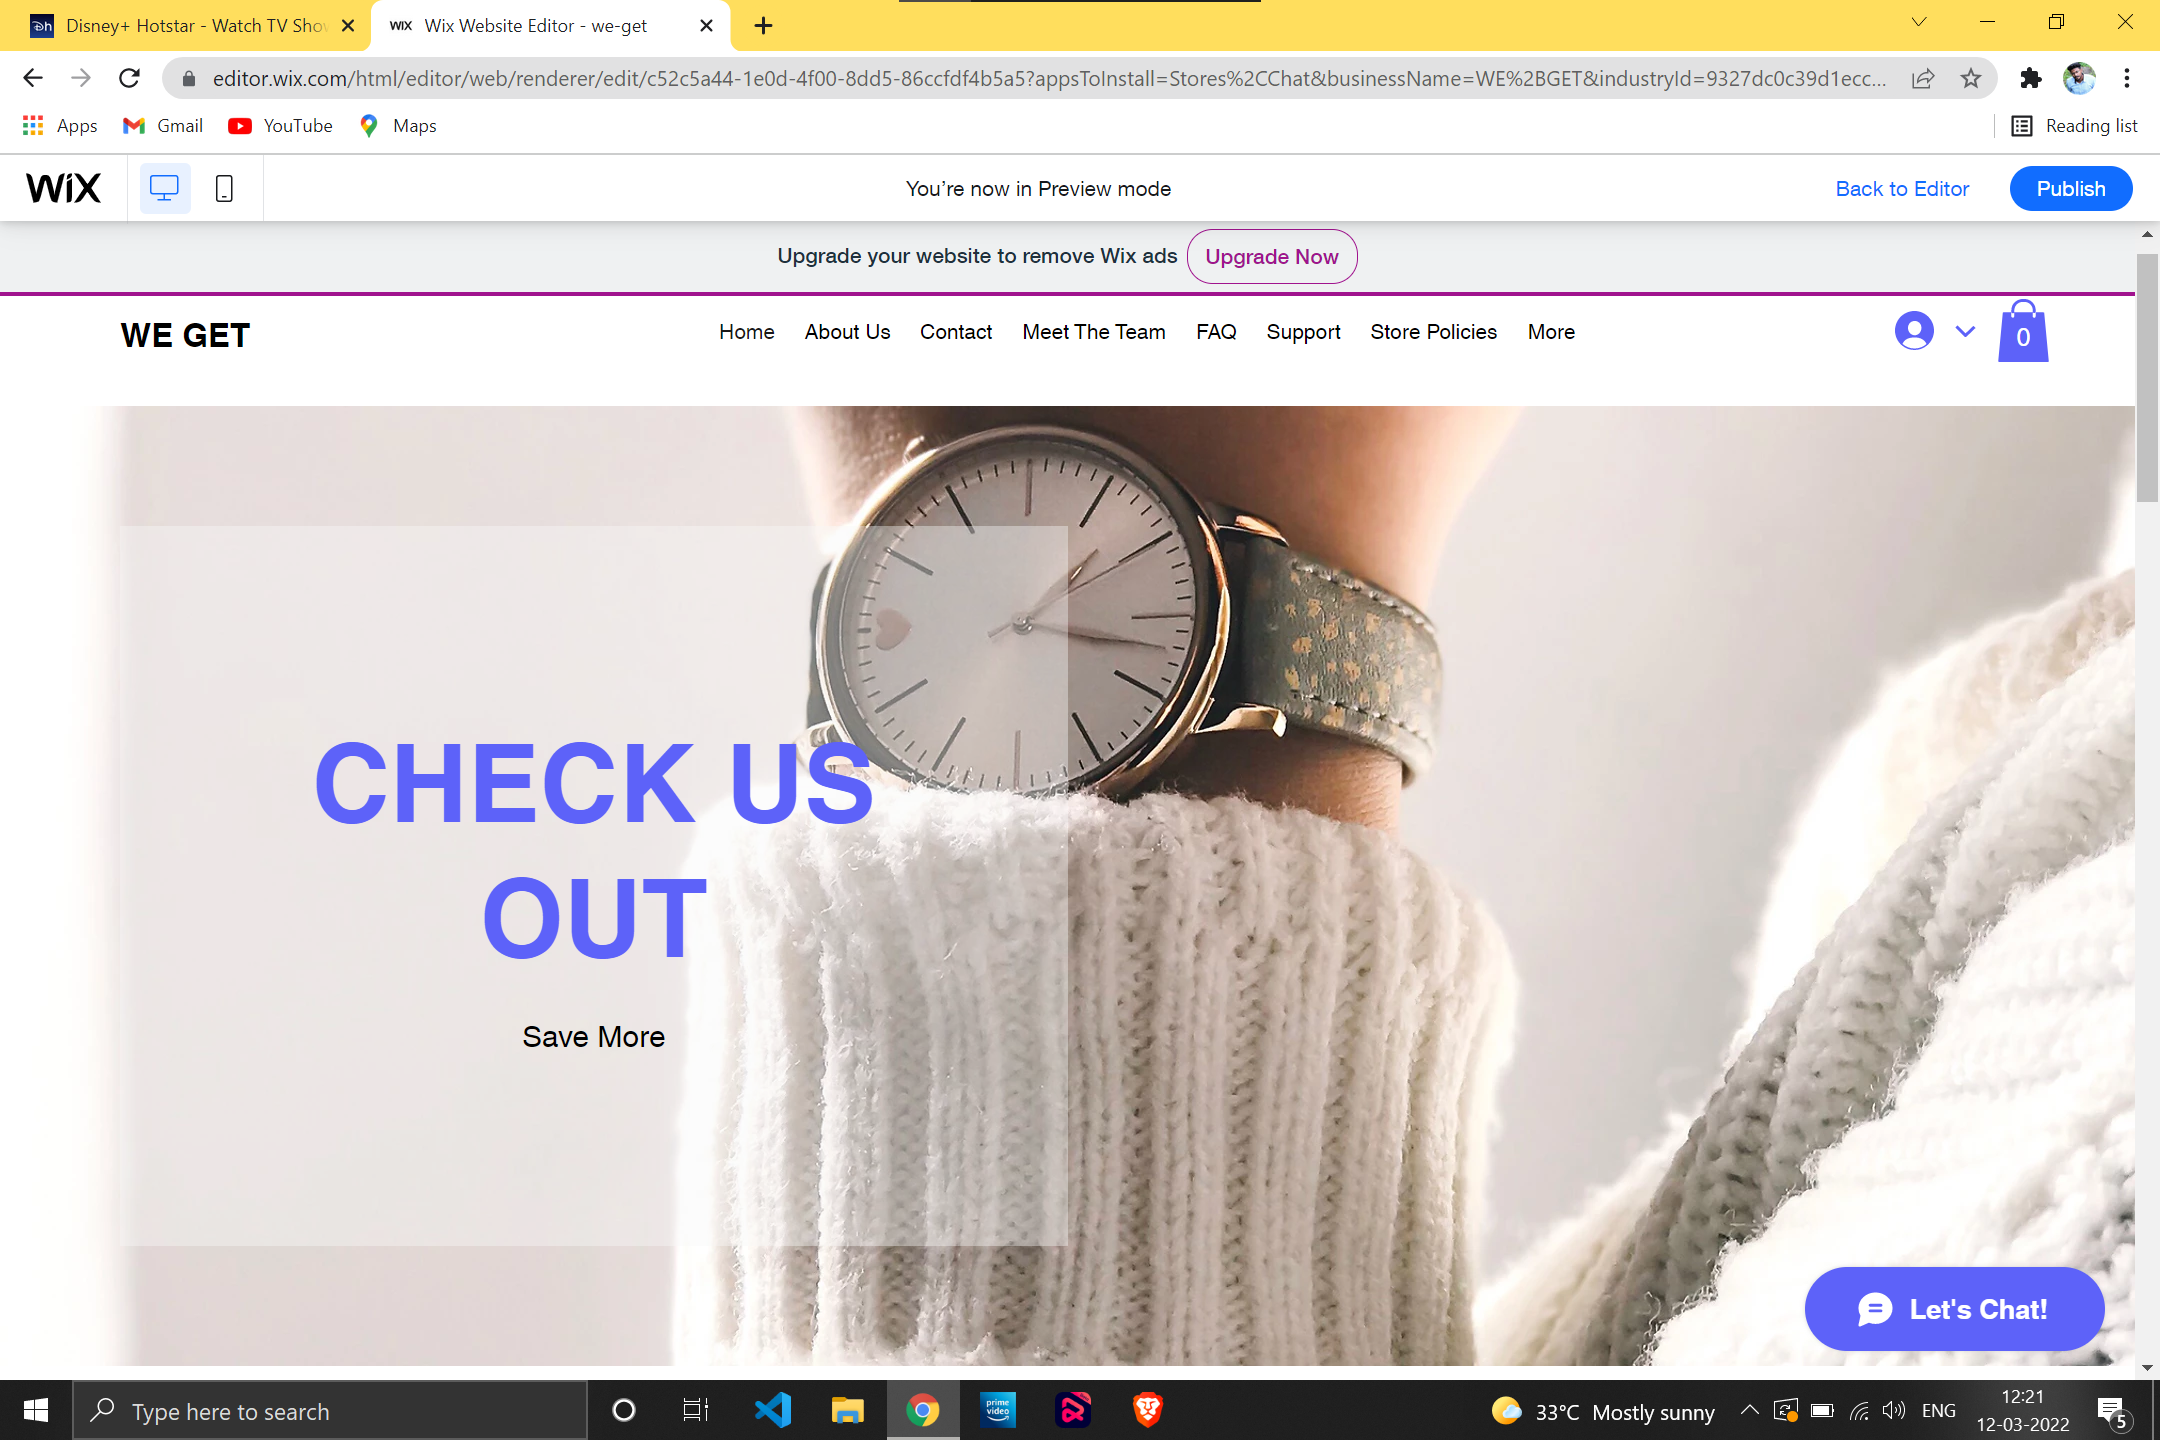 Disney+ Hotstar - Watch TV Sho
WIX Wix Website Editor - we-get
editor.wix.com/html/editor/web/renderer/edit/c52c5a44-1e0d-4f00-8dd5-86ccfdf4b5a5?appsToInstall=Stores%2CChat&businessName=WE%2BGET&industryId=9327dc0c39d1ecc...
Apps Gmail YouTube Maps Reading list
WiX You're now in Preview mode Back to Editor Publish
Upgrade your website to remove Wix ads Upgrade Now
WE GET Home About Us Contact Meet The Team FAQ Support Store Policies More 0
CHECK US
OUT
Save More
Let's Chat!
Type here to search prime video 33°C Mostly sunny ENG 12:21
12-03-2022 5